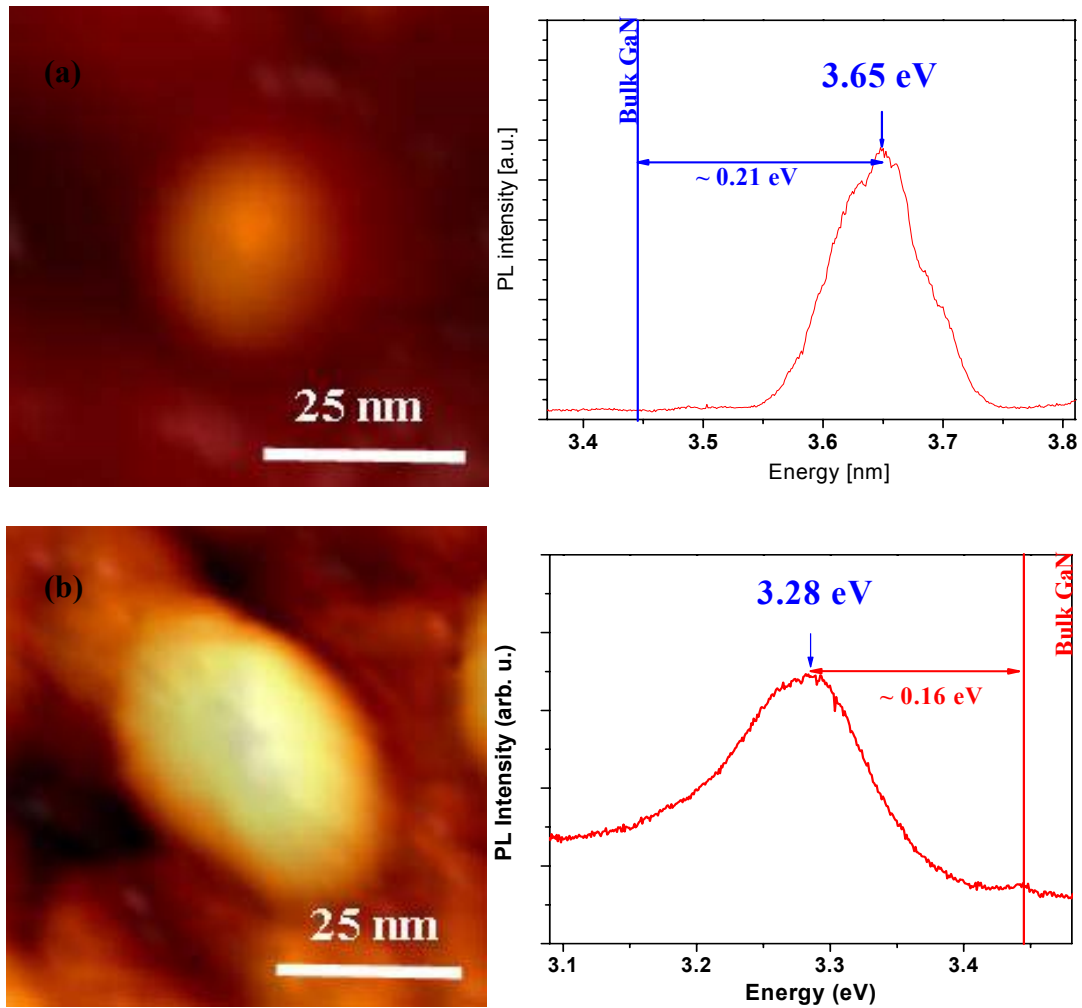 (a)
25 nm
PL intensity [a.u.]
Bulk GaN
3.65 eV
~ 0.21 eV
3.4 3.5 3.6 3.7 3.8
Energy [nm]
(b)
25 nm
PL Intensity (arb. u.)
3.28 eV
~ 0.16 eV
Bulk GaN
3.1 3.2 3.3 3.4
Energy (eV)